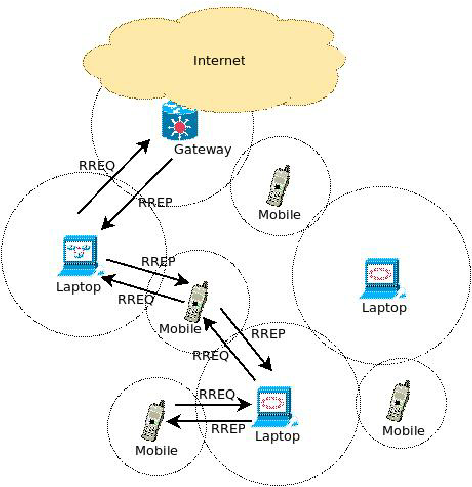 Internet
Gateway
RREQ
RREP
Mobile
Laptop
RREP
RREQ
Mobile
Laptop
RREP
RREQ
RREQ
RREP
Laptop
Mobile
Mobile